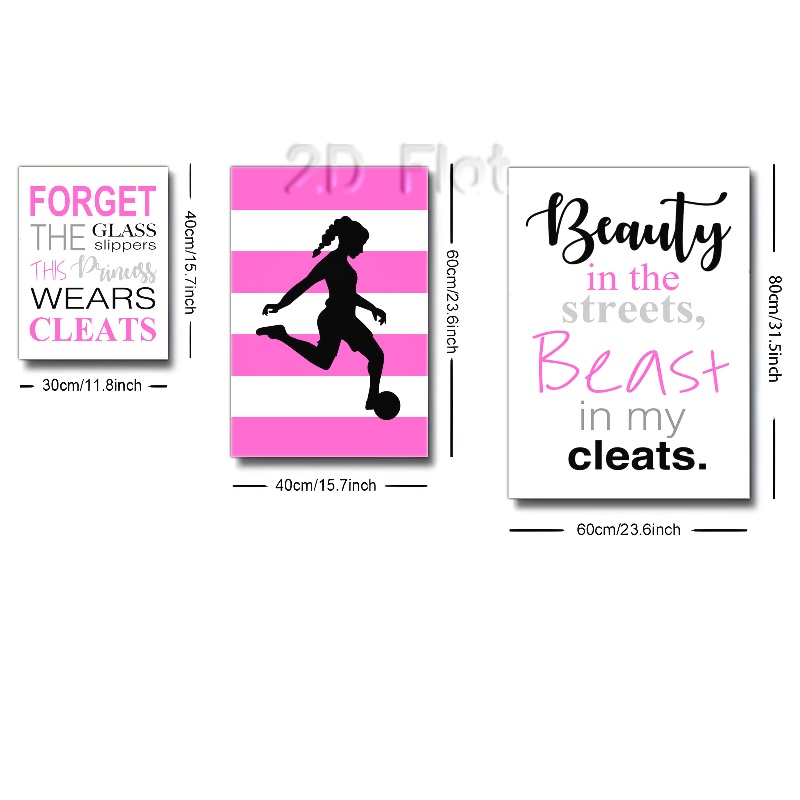 2D Flat
FORGET
THE GLASS slippers
THIS Princess
WEARS
CLEATS
40cm/15.7inch
30cm/11.8inch
60cm/23.6inch
40cm/15.7inch
Beauty
in the
streets,
Beast
in my
cleats.
80cm/31.5inch
60cm/23.6inch